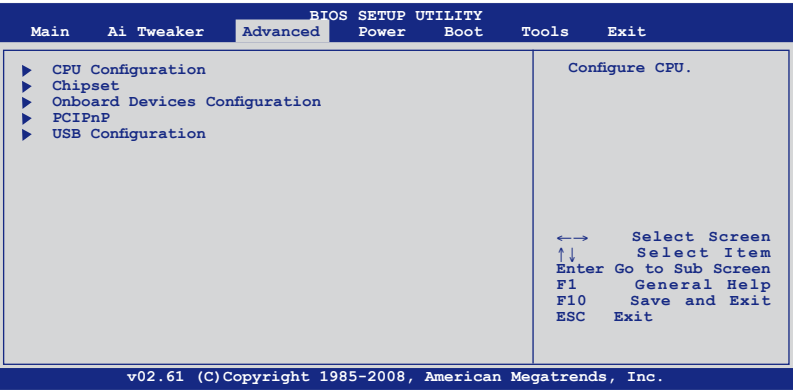 BIOS SETUP UTILITY
Main Ai Tweaker Advanced Power Boot Tools Exit
CPU Configuration
Chipset
Onboard Devices Configuration
PCIPnP
USB Configuration
Configure CPU.
←→ Select Screen
↑↓ Select Item
Enter Go to Sub Screen
F1 General Help
F10 Save and Exit
ESC Exit
v02.61 (C)Copyright 1985-2008, American Megatrends, Inc.